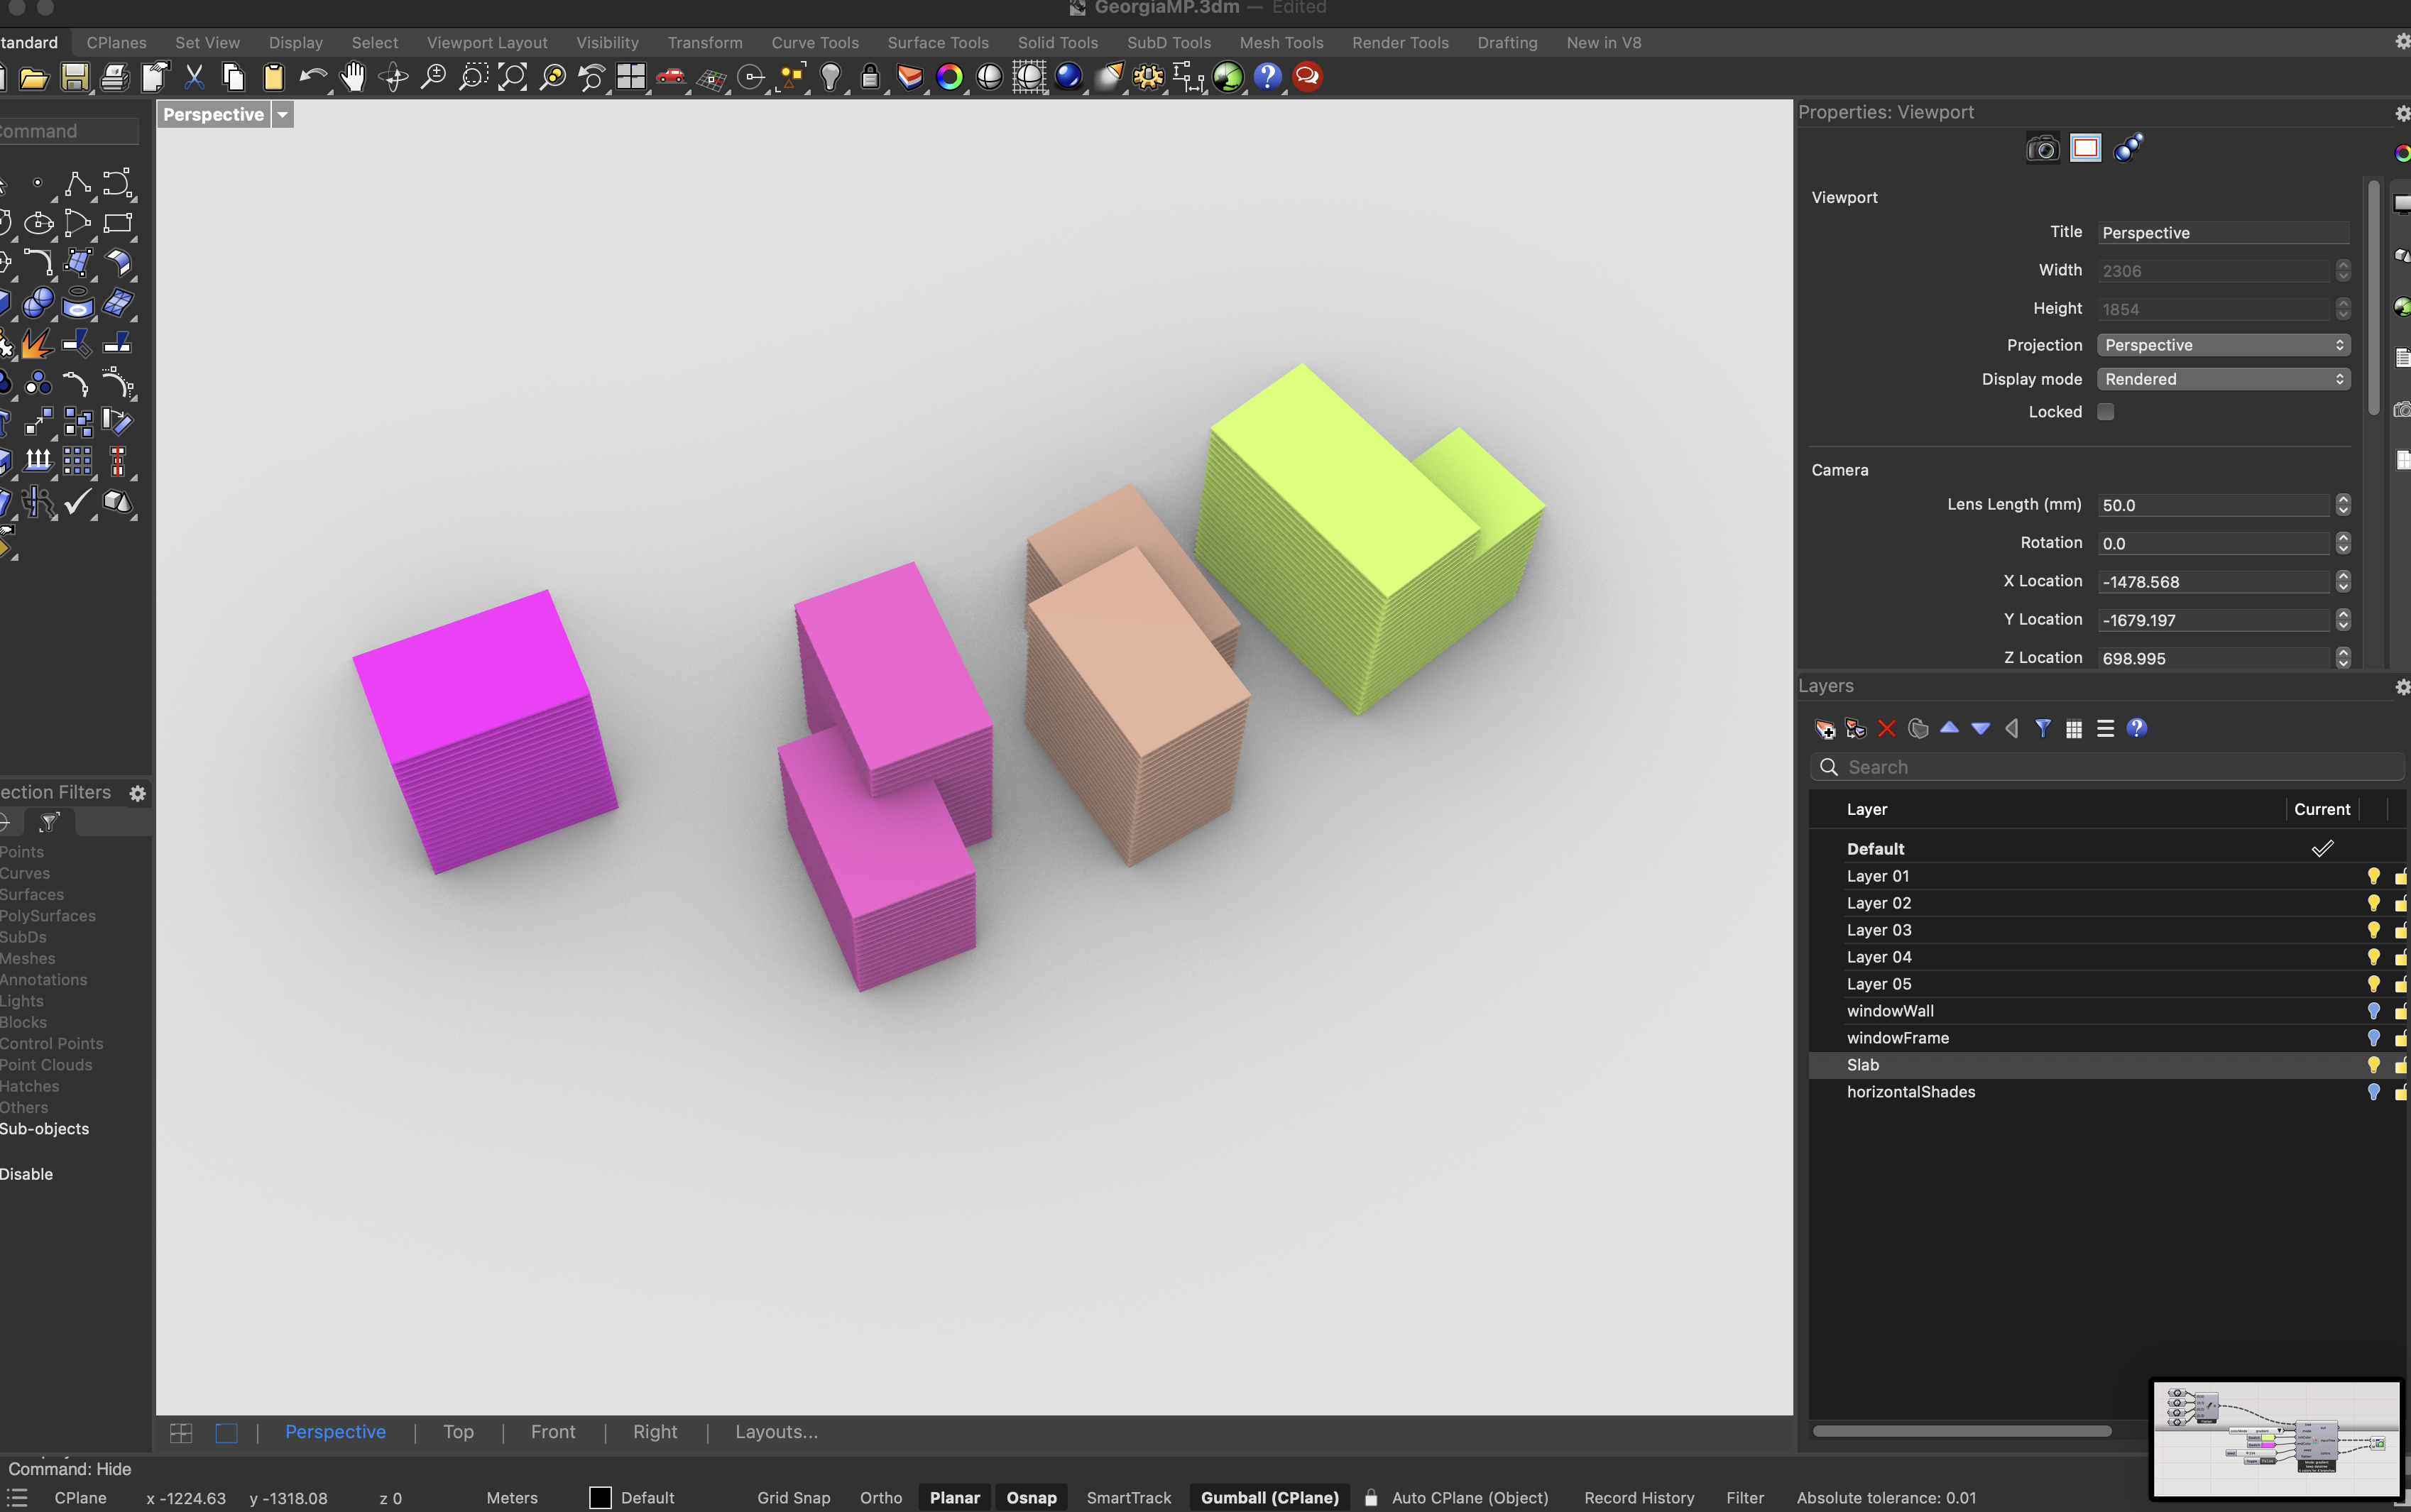 GeorgiaMP.3dm — Edited
tandard CPlanes Set View Display Select Viewport Layout Visibility Transform Curve Tools Surface Tools Solid Tools SubD Tools Mesh Tools Render Tools Drafting New in V8
ommand
Perspective
Properties: Viewport
Viewport
Title Perspective
Width 2306
Height 1854
Projection Perspective
Display mode Rendered
Locked
Camera
Lens Length (mm) 50.0
Rotation 0.0
X Location -1478.568
Y Location -1679.197
Z Location 698.995
Layers
Search
Layer Current
Default
Layer 01
Layer 02
Layer 03
Layer 04
Layer 05
windowWall
windowFrame
Slab
horizontalShades
ection Filters
Points
Curves
Surfaces
PolySurfaces
SubDs
Meshes
Annotations
Lights
Blocks
Control Points
Point Clouds
Hatches
Others
Sub-objects
Disable
Perspective Top Front Right Layouts...
Command: Hide
CPlane x -1224.63 y -1318.08 z 0 Meters Default Grid Snap Ortho Planar Osnap SmartTrack Gumball (CPlane) Auto CPlane (Object) Record History Filter Absolute tolerance: 0.01